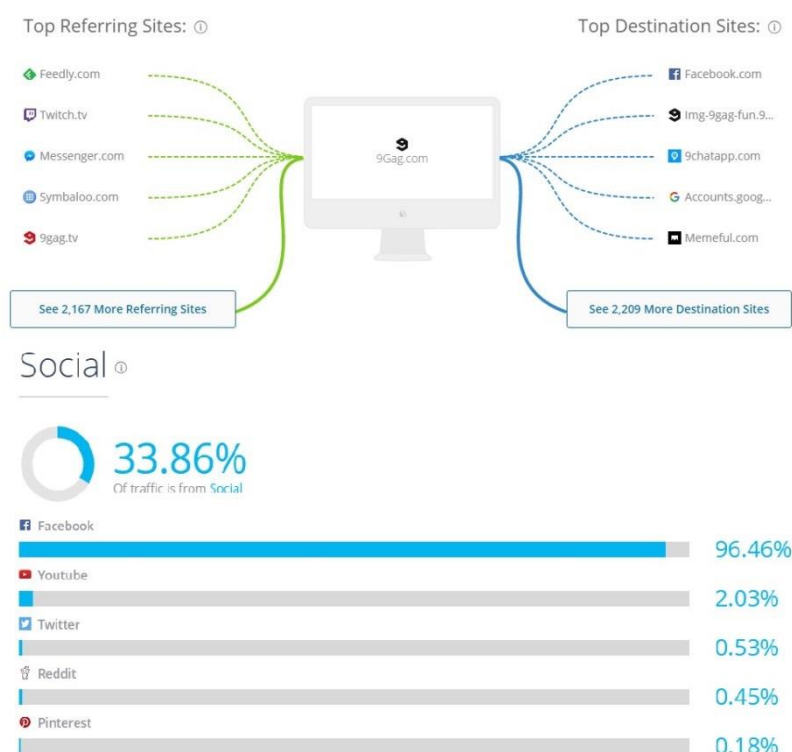 Top Referring Sites:
Feedly.com
Twitch.tv
Messenger.com
Symbaloo.com
9gag.tv
See 2,167 More Referring Sites
9Gag.com
Top Destination Sites:
Facebook.com
Img-9gag-fun.9...
9chatapp.com
Accounts.goog...
Memeful.com
See 2,209 More Destination Sites
Social
33.86%
Of traffic is from Social
Facebook
96.46%
Youtube
2.03%
Twitter
0.53%
Reddit
0.45%
Pinterest
0.18%